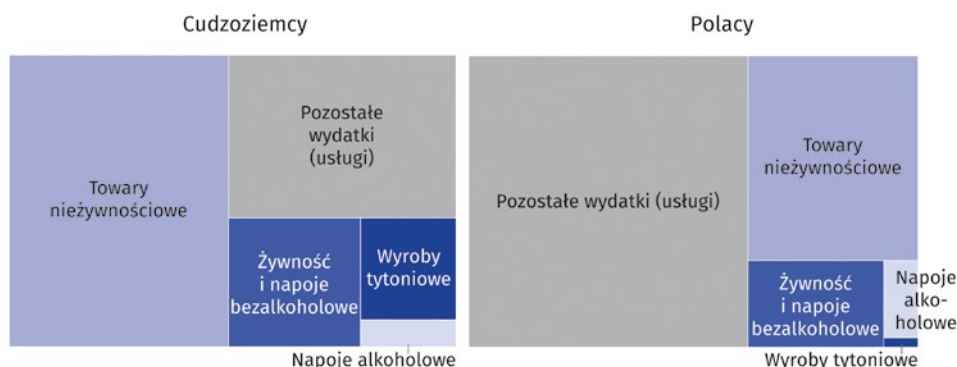 Cudzoziemcy
Towary
nieżywnościowe
Pozostałe
wydatki
(usługi)
Żywność
i napoje
bezalkoholowe
Wyroby
tytoniowe
Napoje alkoholowe
Polacy
Pozostałe wydatki (usługi)
Towary
nieżywnościowe
Żywność
i napoje
bezalkoholowe
Napoje
alko-
holowe
Wyroby tytoniowe